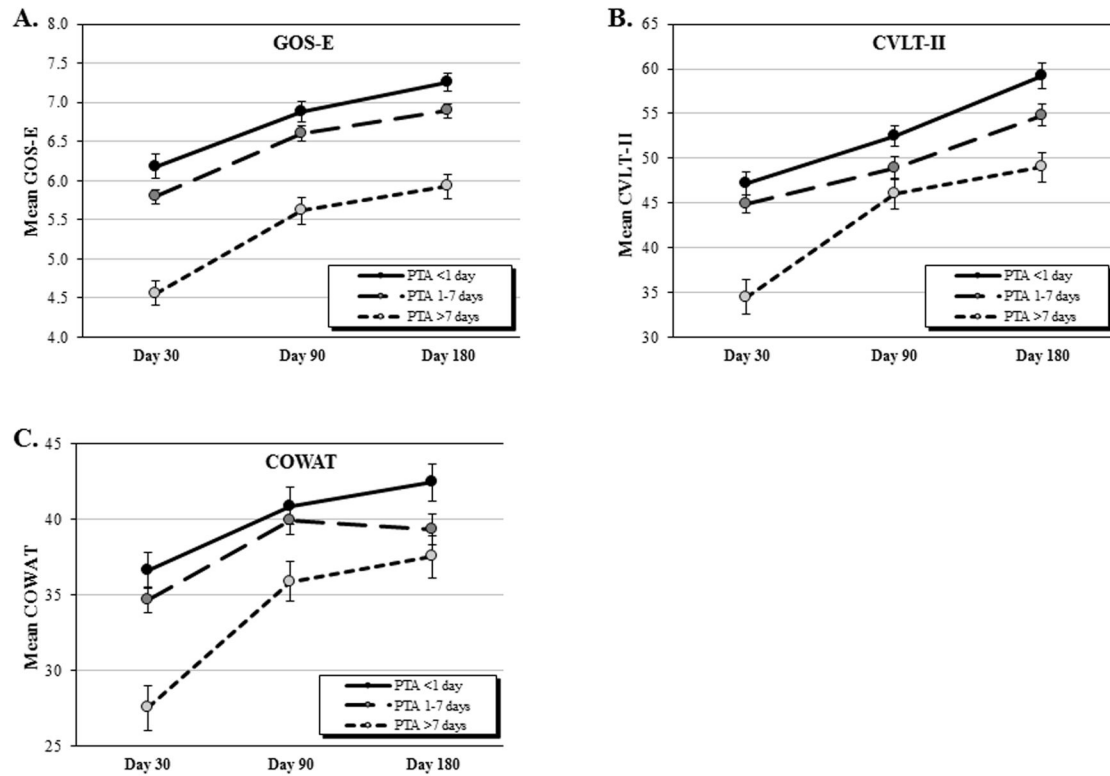 A.
GOS-E
Mean GOS-E
8.0
7.5
7.0
6.5
6.0
5.5
5.0
4.5
4.0
PTA <1 day
PTA 1-7 days
PTA >7 days
Day 30 Day 90 Day 180
B.
CVLT-II
Mean CVLT-II
65
60
55
50
45
40
35
30
PTA <1 day
PTA 1-7 days
PTA >7 days
Day 30 Day 90 Day 180
C.
COWAT
Mean COWAT
45
40
35
30
25
PTA <1 day
PTA 1-7 days
PTA >7 days
Day 30 Day 90 Day 180